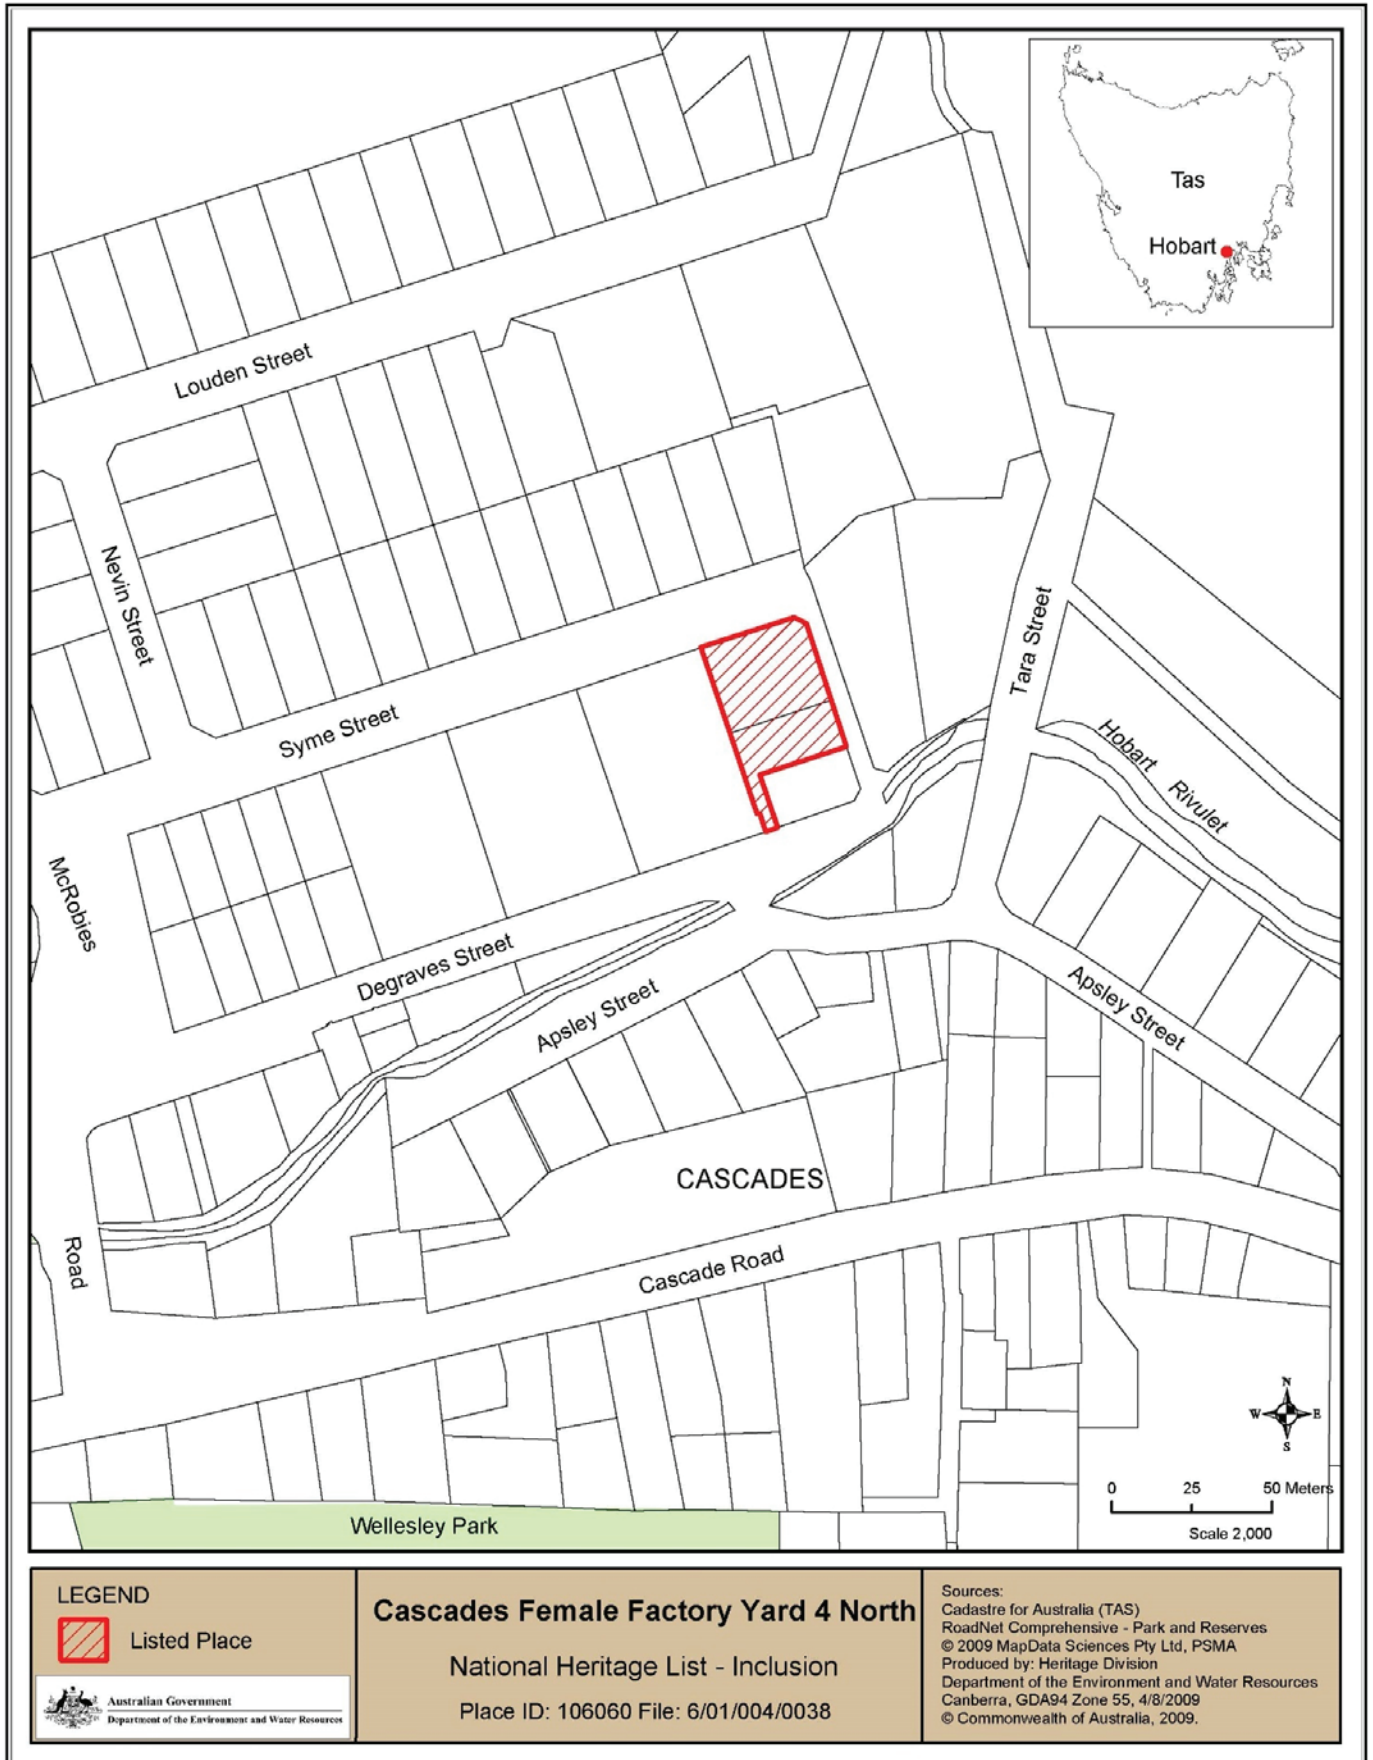 Tas
Hobart
Louden Street
Nevin Street
Tara Street
Syme Street
Hobart Rivulet
McRobies
Degraves Street
Apsley Street
Apsley Street
CASCADES
Road
Cascade Road
N
W E
S
0 25 50 Meters
Scale 2,000
Wellesley Park
LEGEND
Listed Place
Australian Government
Department of the Environment and Water Resources
Cascades Female Factory Yard 4 North
National Heritage List - Inclusion
Place ID: 106060 File: 6/01/004/0038
Sources:
Cadastre for Australia (TAS)
RoadNet Comprehensive - Park and Reserves
© 2009 MapData Sciences Pty Ltd, PSMA
Produced by: Heritage Division
Department of the Environment and Water Resources
Canberra, GDA94 Zone 55, 4/8/2009
© Commonwealth of Australia, 2009.